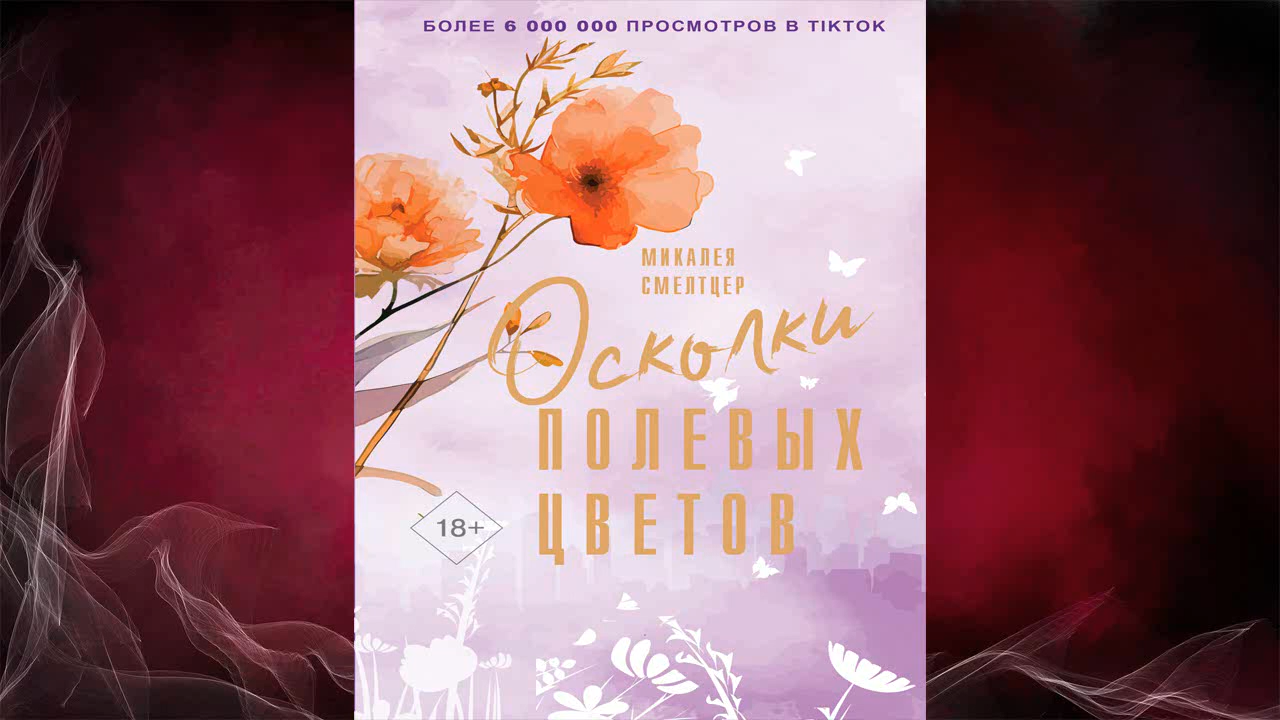 БОЛЕЕ 6 000 000 ПРОСМОТРОВ В TIKTOK
МИКАЛЕЯ
СМЕЛТЦЕР
Осколки
ПОЛЕВЫХ
ЦВЕТОВ
18+